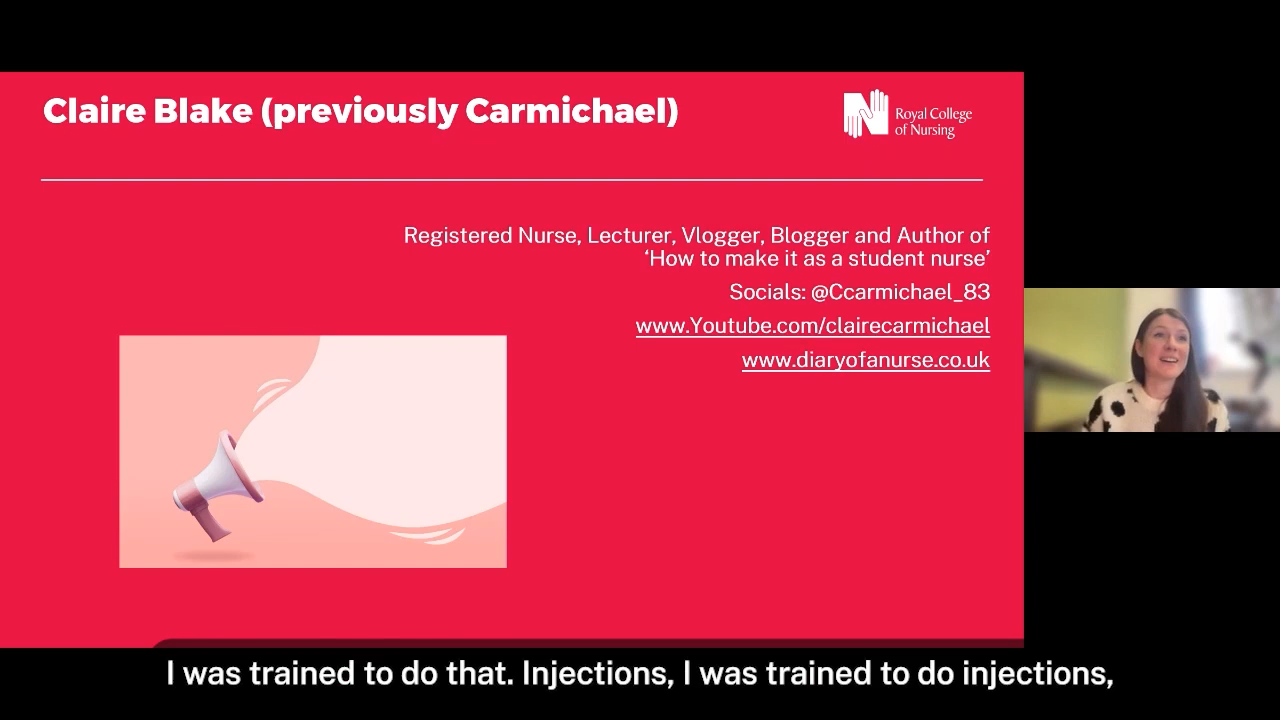 Claire Blake (previously Carmichael)
Royal College
of Nursing
Registered Nurse, Lecturer, Vlogger, Blogger and Author of
‘How to make it as a student nurse’
Socials: @Ccarmichael_83
www.Youtube.com/clairecarmichael
www.diaryofanurse.co.uk
I was trained to do that. Injections, I was trained to do injections,